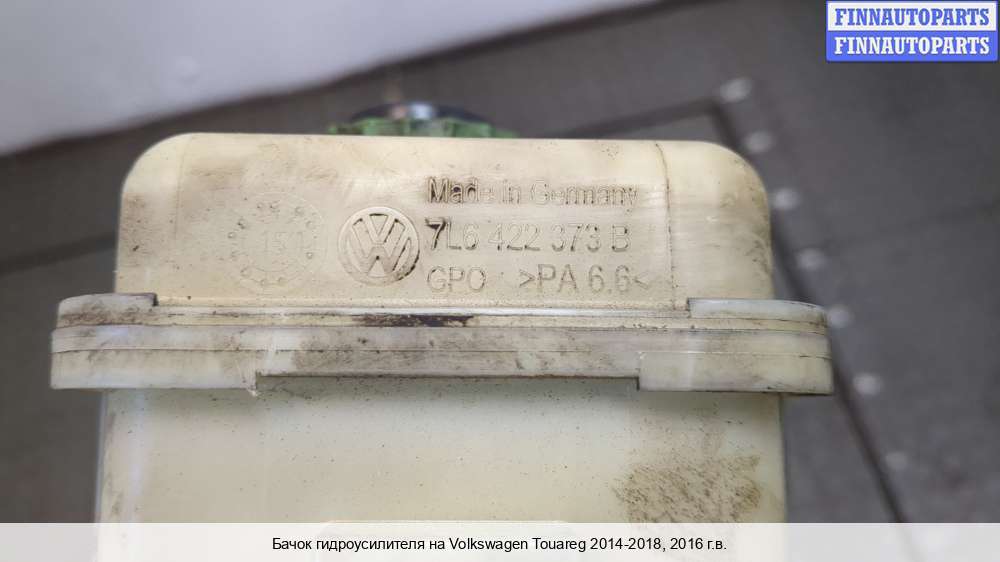 FINNAUTOPARTS
FINNAUTOPARTS
Made in Germany
7L6 422 373 B
GPO >PA 6.6<
Бачок гидроусилителя на Volkswagen Touareg 2014-2018, 2016 г.в.